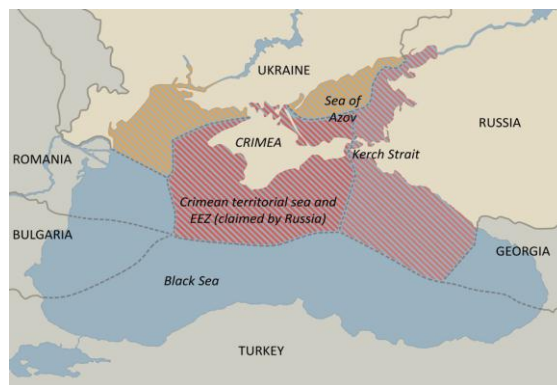 UKRAINE
Sea of
Azov
RUSSIA
CRIMEA
Kerch Strait
ROMANIA
Crimean territorial sea and
EEZ (claimed by Russia)
BULGARIA
GEORGIA
Black Sea
TURKEY